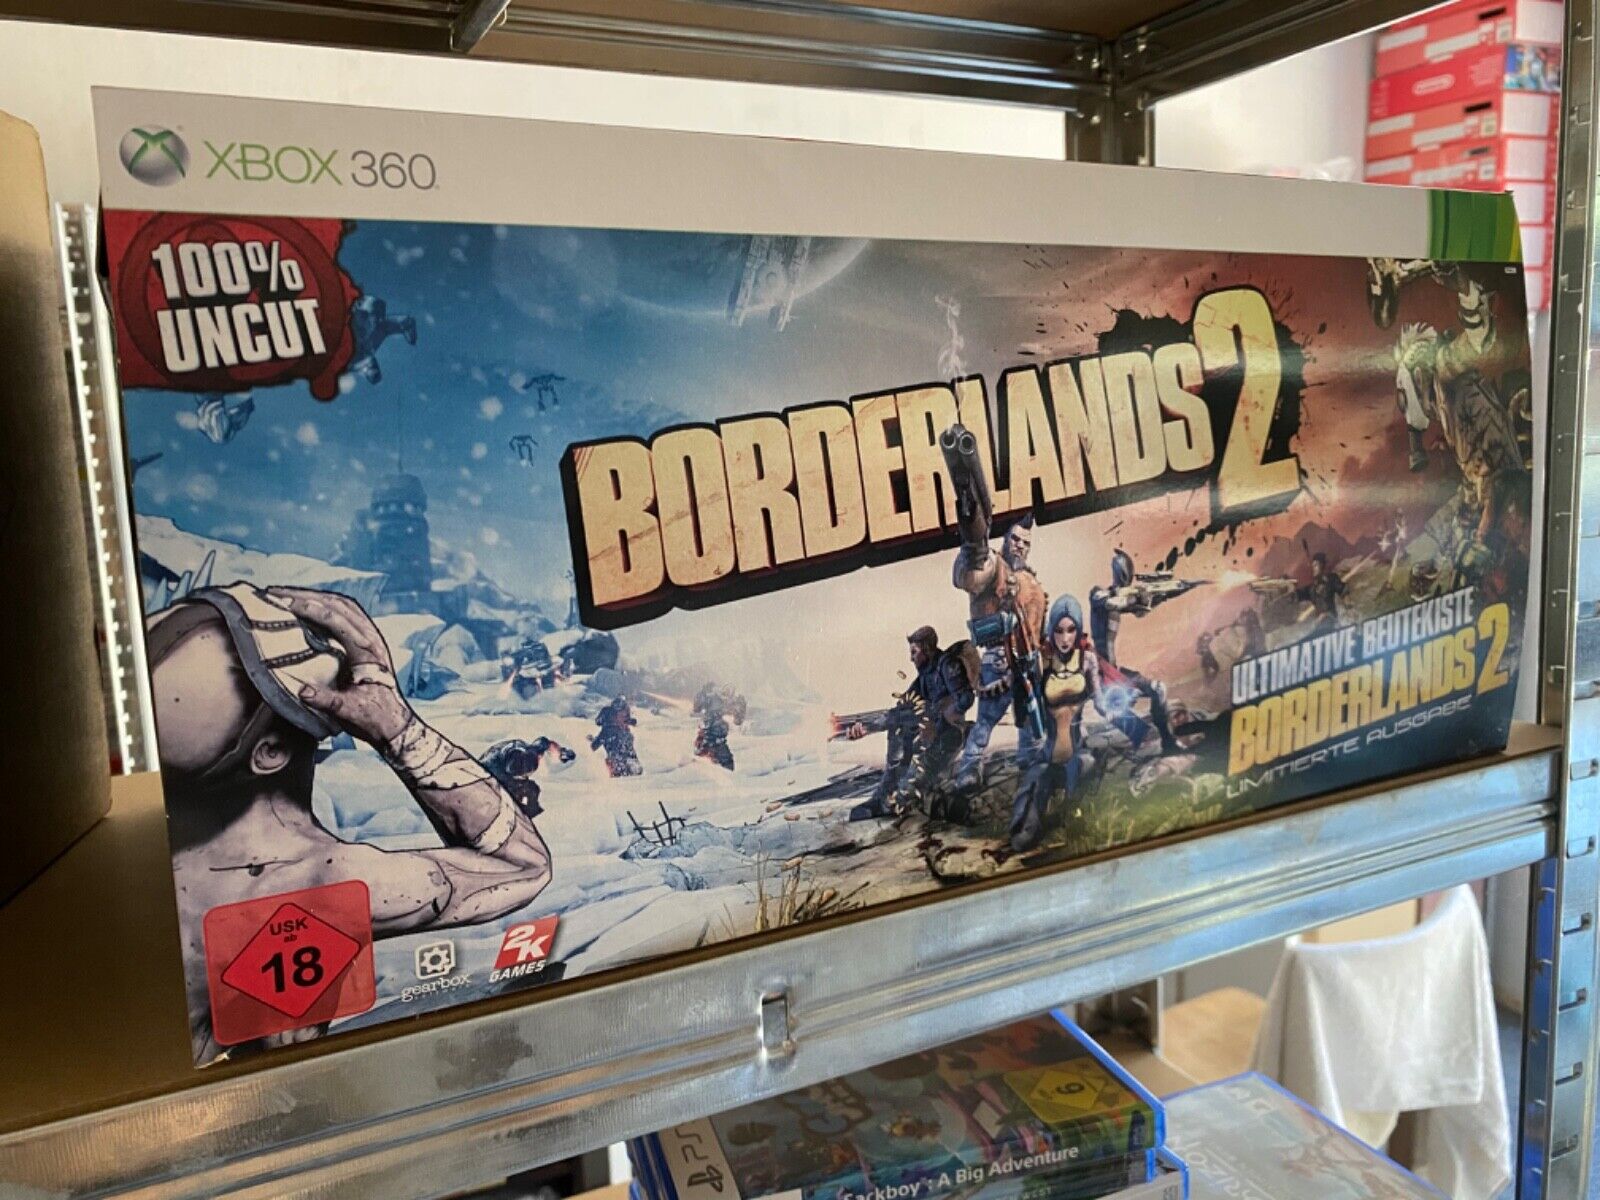 XBOX 360
100%
UNCUT
BORDERLANDS 2
ULTIMATIVE BEUTEKISTE
BORDERLANDS 2
LIMITIERTE AUSGABE
USK
ab
18
gearbox
2K
GAMES
6
PS4
Sackboy: A Big Adventure